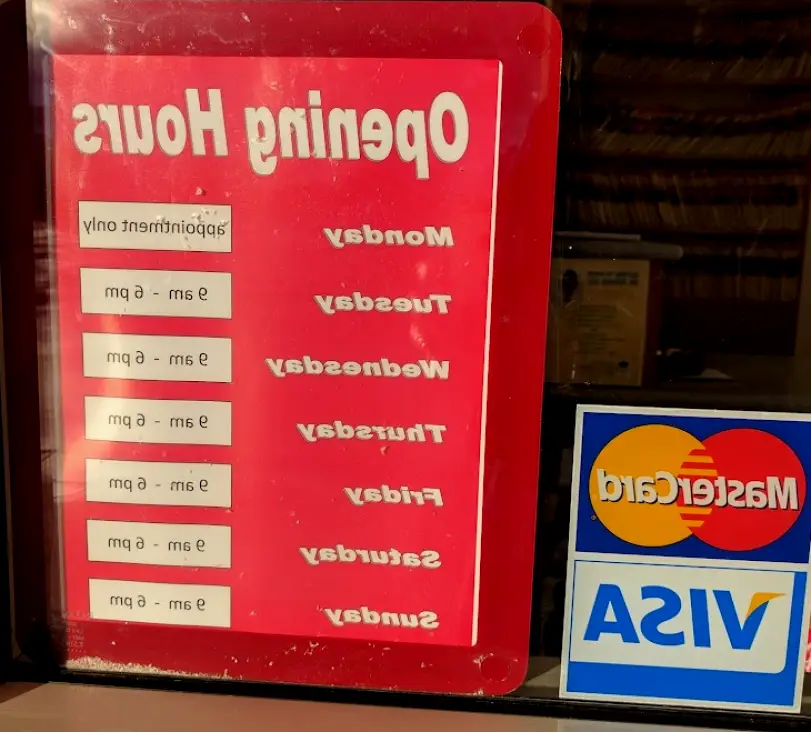 Opening Hours
Monday appointment only
Tuesday 9 am - 6 pm
Wednesday 9 am - 6 pm
Thursday 9 am - 6 pm
Friday 9 am - 6 pm
Saturday 9 am - 6 pm
Sunday 9 am - 6 pm
MasterCard
VISA